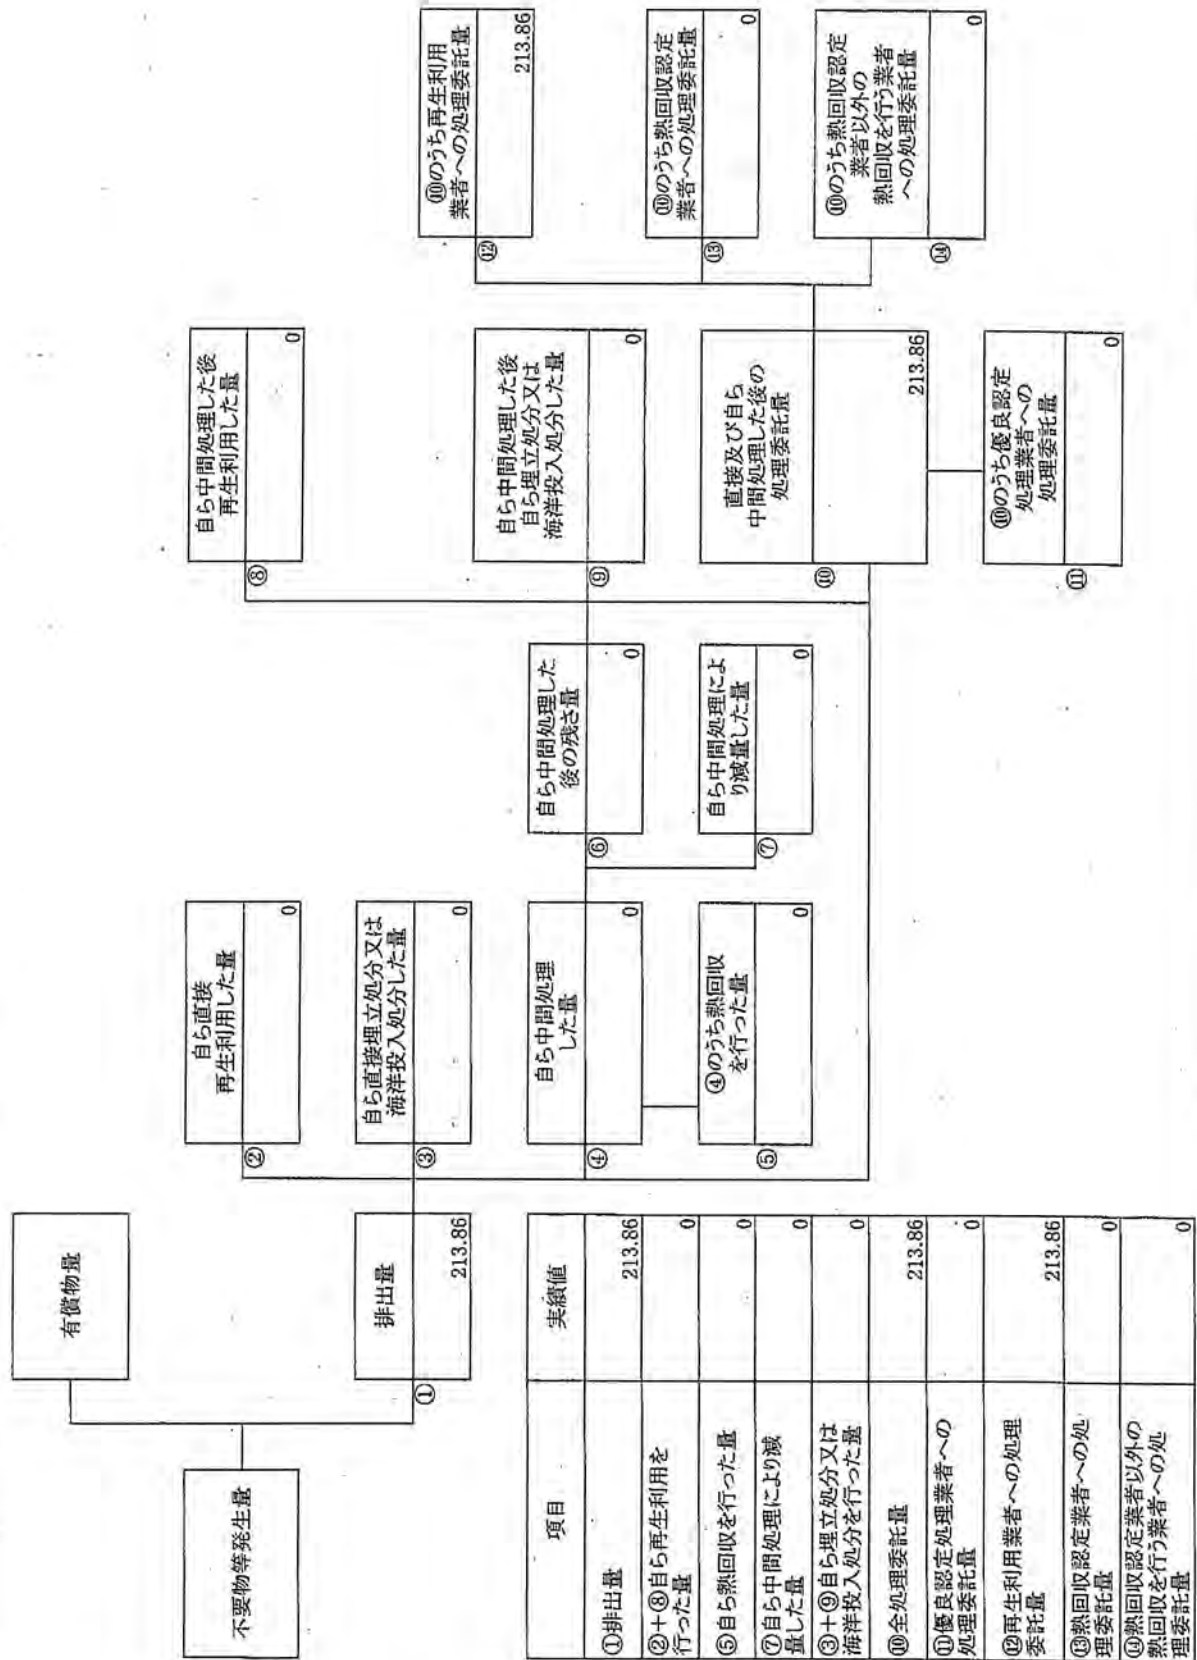 有償物量
不要物等発生量
①
排出量
213.86
②
自ら直接
再生利用した量
0
③
自ら直接埋立処分又は
海洋投入処分した量
0
④
自ら中間処理
した量
0
⑤
④のうち熱回収
を行った量
0
⑥
自ら中間処理した
後の残さ量
0
⑦
自ら中間処理によ
り減量した量
0
⑧
自ら中間処理した後
再生利用した量
0
⑨
自ら中間処理した後
自ら埋立処分又は
海洋投入処分した量
0
⑩
直接及び自ら
中間処理した後の
処理委託量
213.86
⑪
⑩のうち優良認定
処理業者への
処理委託量
0
⑫
⑩のうち再生利用
業者への処理委託量
213.86
⑬
⑩のうち熱回収認定
業者への処理委託量
0
⑭
⑩のうち熱回収認定
業者以外の
熱回収を行う業者
への処理委託量
0
項目 実績値
①排出量 213.86
②+⑧自ら再生利用を
行った量 0
⑤自ら熱回収を行った量 0
⑦自ら中間処理により減
量した量 0
③+⑨自ら埋立処分又は
海洋投入処分を行った量 0
⑩全処理委託量 213.86
⑪優良認定処理業者への
処理委託量 0
⑫再生利用業者への処理
委託量 213.86
⑬熱回収認定業者への処
理委託量 0
⑭熱回収認定業者以外の
熱回収を行う業者への処
理委託量 0